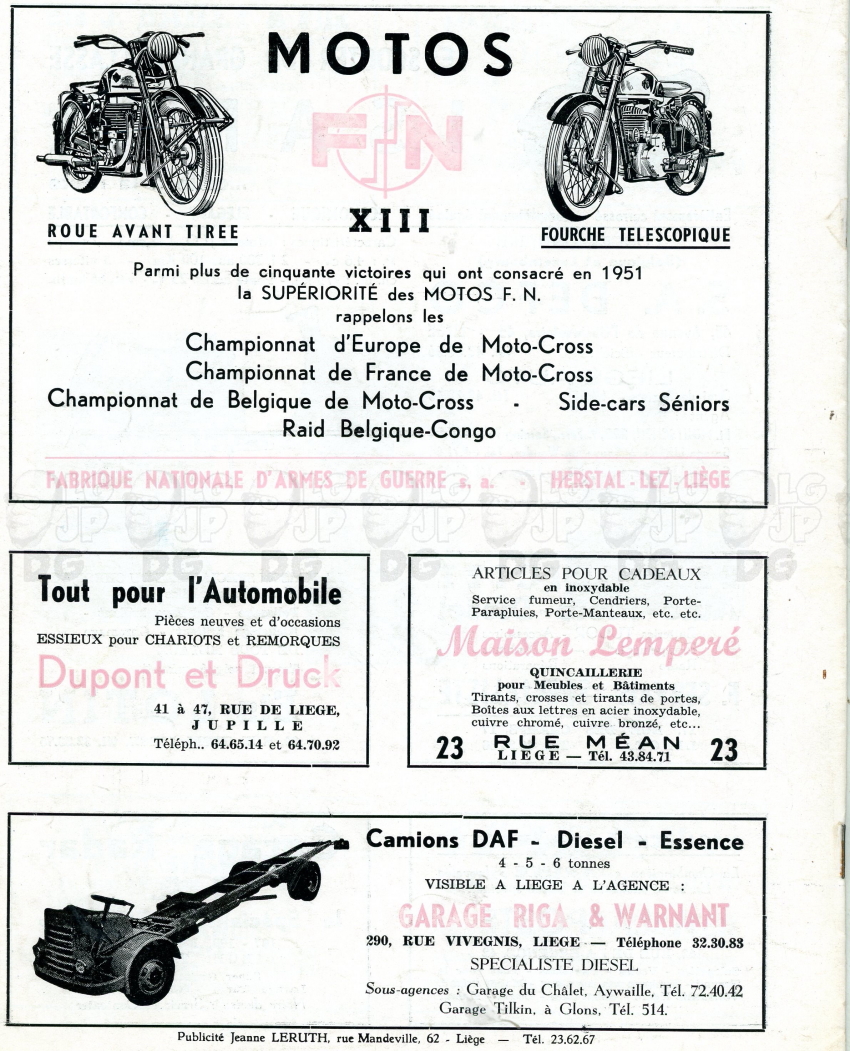 MOTOS
FN
XIII
ROUE AVANT TIREE
FOURCHE TELESCOPIQUE
Parmi plus de cinquante victoires qui ont consacré en 1951
la SUPÉRIORITÉ des MOTOS F. N.
rappelons les
Championnat d'Europe de Moto-Cross
Championnat de France de Moto-Cross
Championnat de Belgique de Moto-Cross - Side-cars Séniors
Raid Belgique-Congo
FABRIQUE NATIONALE D'ARMES DE GUERRE s. a. - HERSTAL-LEZ-LIÈGE
LG JP DG
Tout pour l'Automobile
Pièces neuves et d'occasions
ESSIEUX pour CHARIOTS et REMORQUES
Dupont et Druck
41 à 47, RUE DE LIEGE,
JUPILLE
Téléph.. 64.65.14 et 64.70.92
ARTICLES POUR CADEAUX
en inoxydable
Service fumeur, Cendriers, Porte-
Parapluies, Porte-Manteaux, etc. etc.
Maison Lemperé
QUINCAILLERIE
pour Meubles et Bâtiments
Tirants, crosses et tirants de portes,
Boîtes aux lettres en acier inoxydable,
cuivre chromé, cuivre bronzé, etc...
23 RUE MÉAN 23
LIEGE — Tél. 43.84.71
Camions DAF - Diesel - Essence
4 - 5 - 6 tonnes
VISIBLE A LIEGE A L'AGENCE :
GARAGE RIGA & WARNANT
290, RUE VIVEGNIS, LIEGE — Téléphone 32.30.83
SPECIALISTE DIESEL
Sous-agences : Garage du Châlet, Aywaille, Tél. 72.40.42
Garage Tilkin, à Glons, Tél. 514.
Publicité Jeanne LERUTH, rue Mandeville, 62 - Liège — Tél. 23.62.67